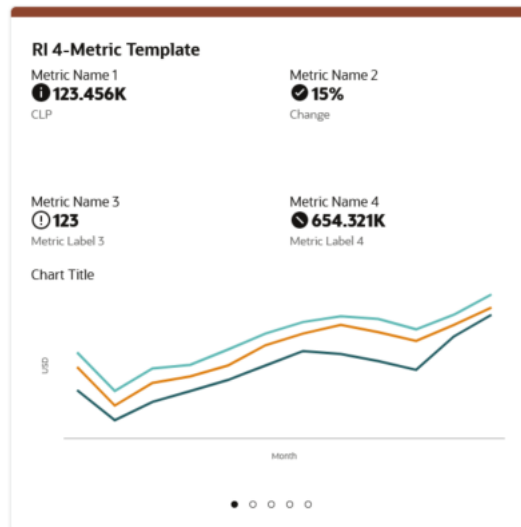 RI 4-Metric Template
Metric Name 1
123.456K
CLP
Metric Name 2
15%
Change
Metric Name 3
123
Metric Label 3
Metric Name 4
654.321K
Metric Label 4
Chart Title
USD
Month